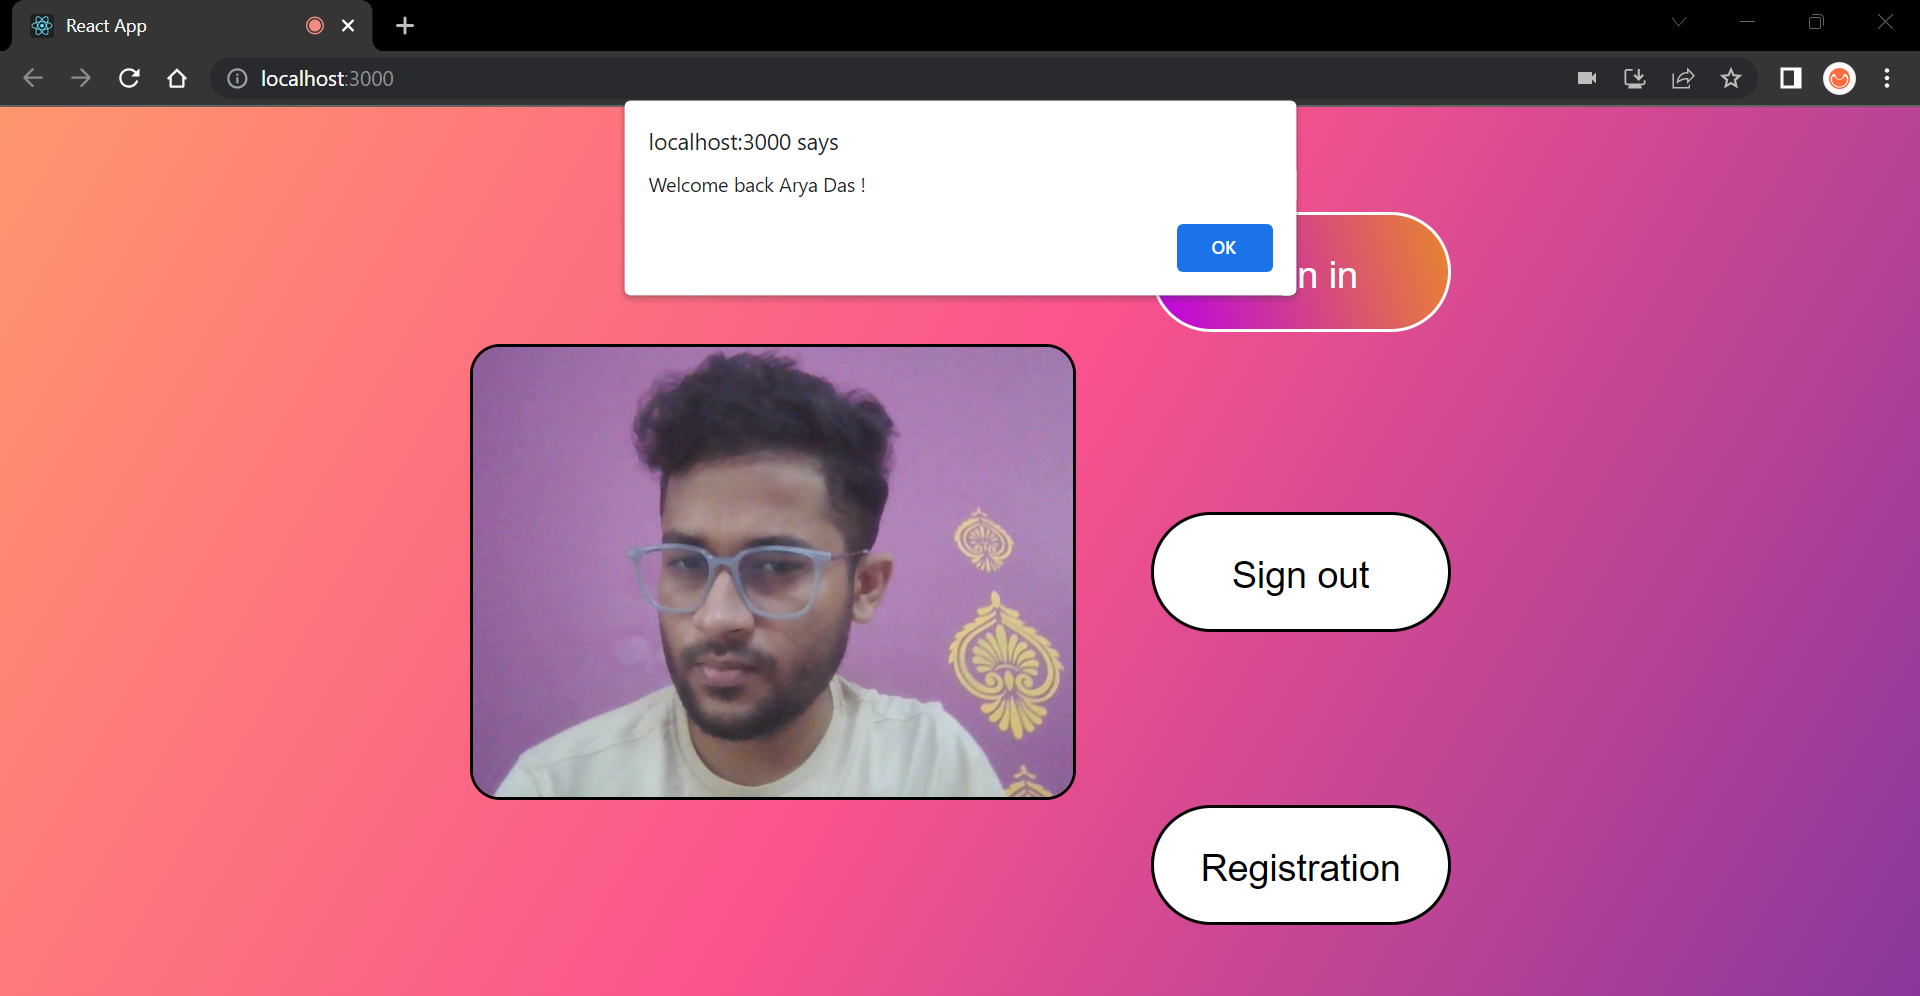 React App
localhost:3000
localhost:3000 says
Welcome back Arya Das !
OK
n in
Sign out
Registration